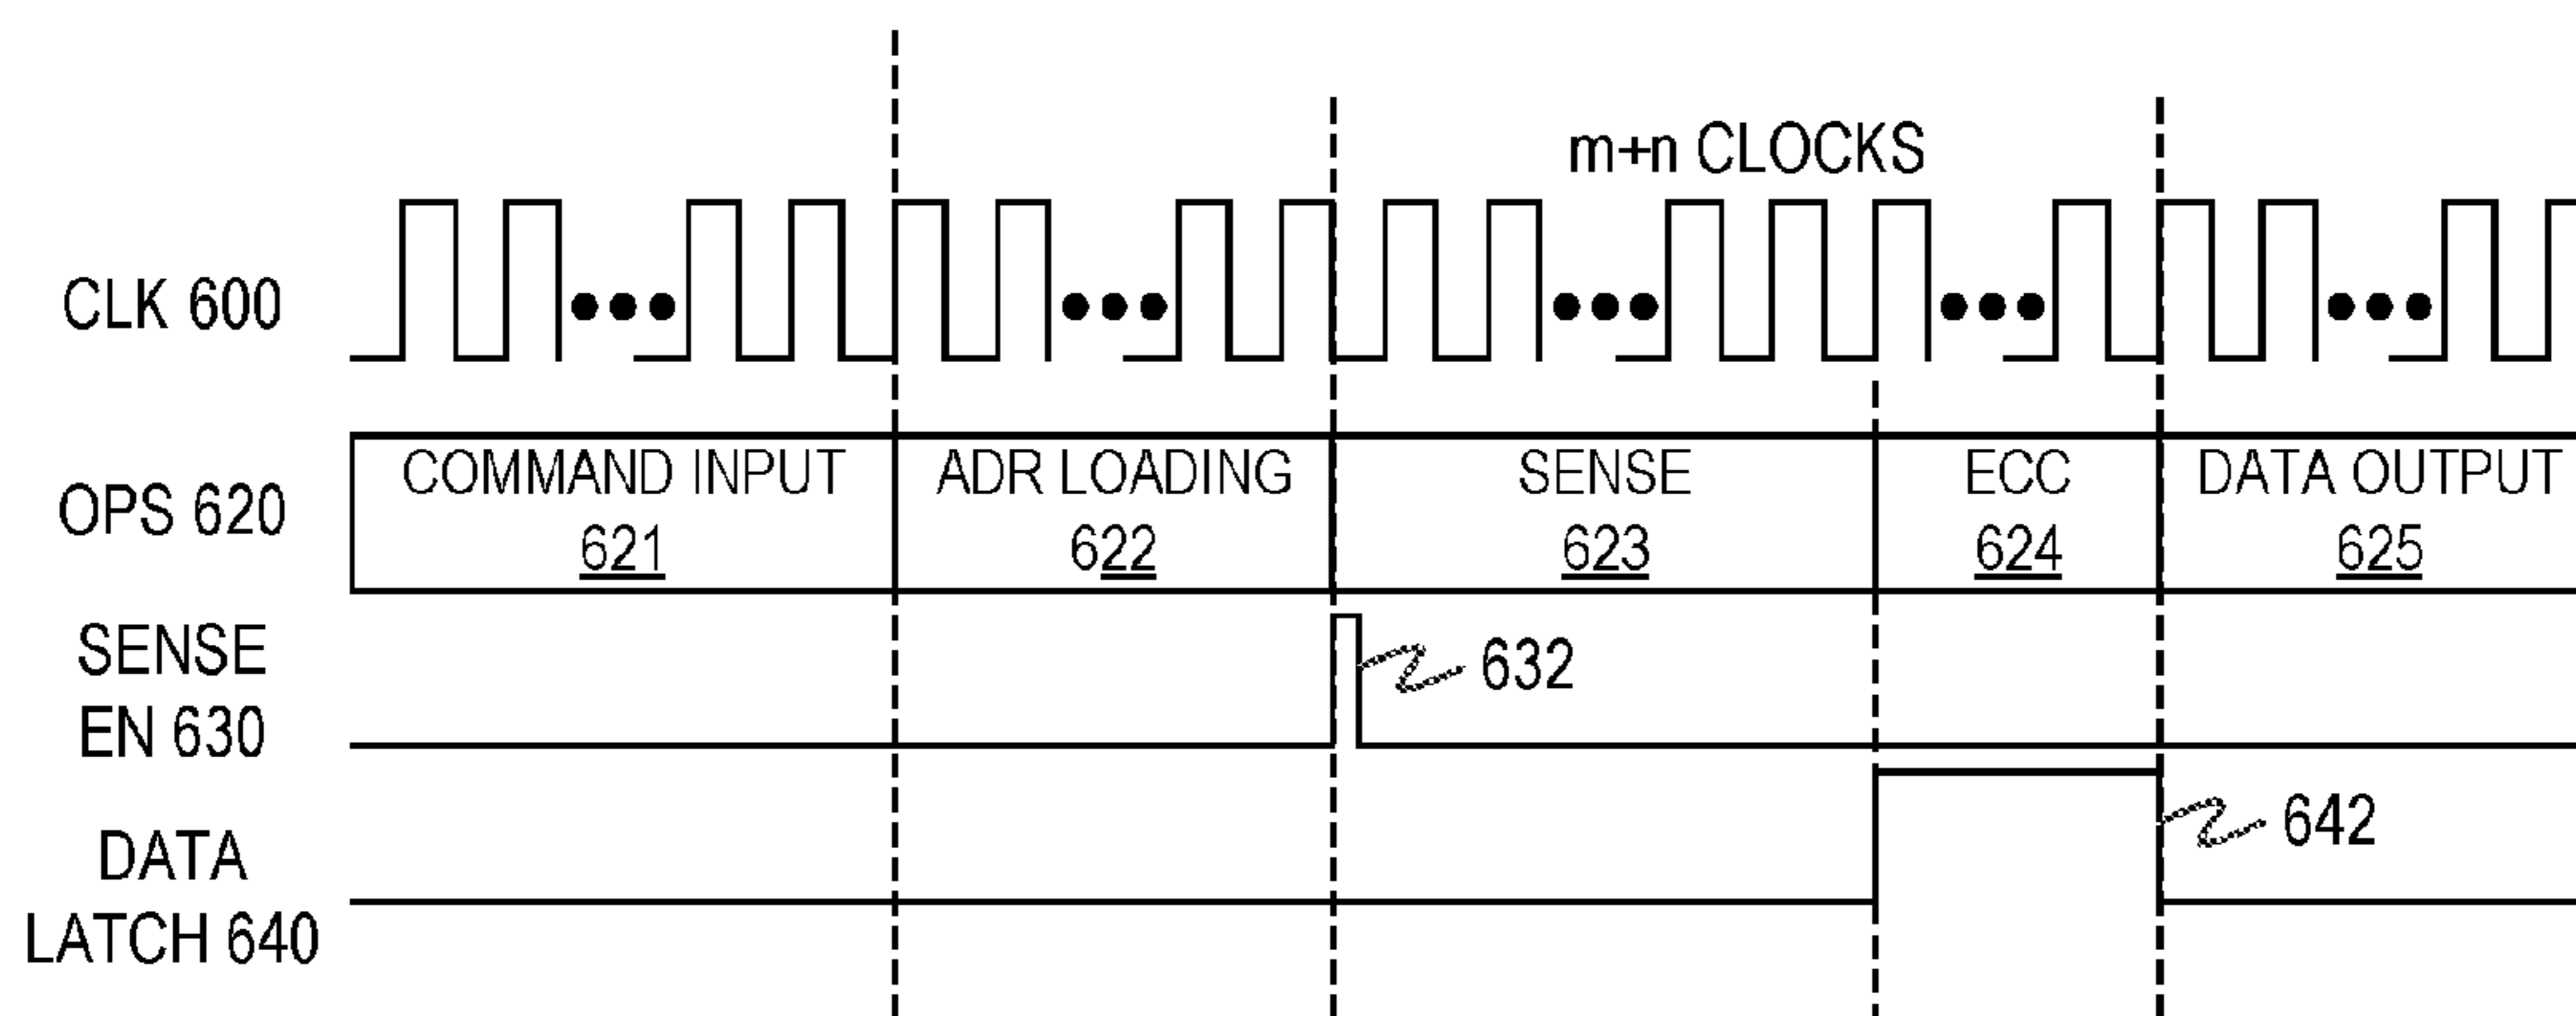 m+n CLOCKS
CLK 600
OPS 620
COMMAND INPUT
621
ADR LOADING
622
SENSE
623
ECC
624
DATA OUTPUT
625
SENSE
EN 630
632
DATA
LATCH 640
642